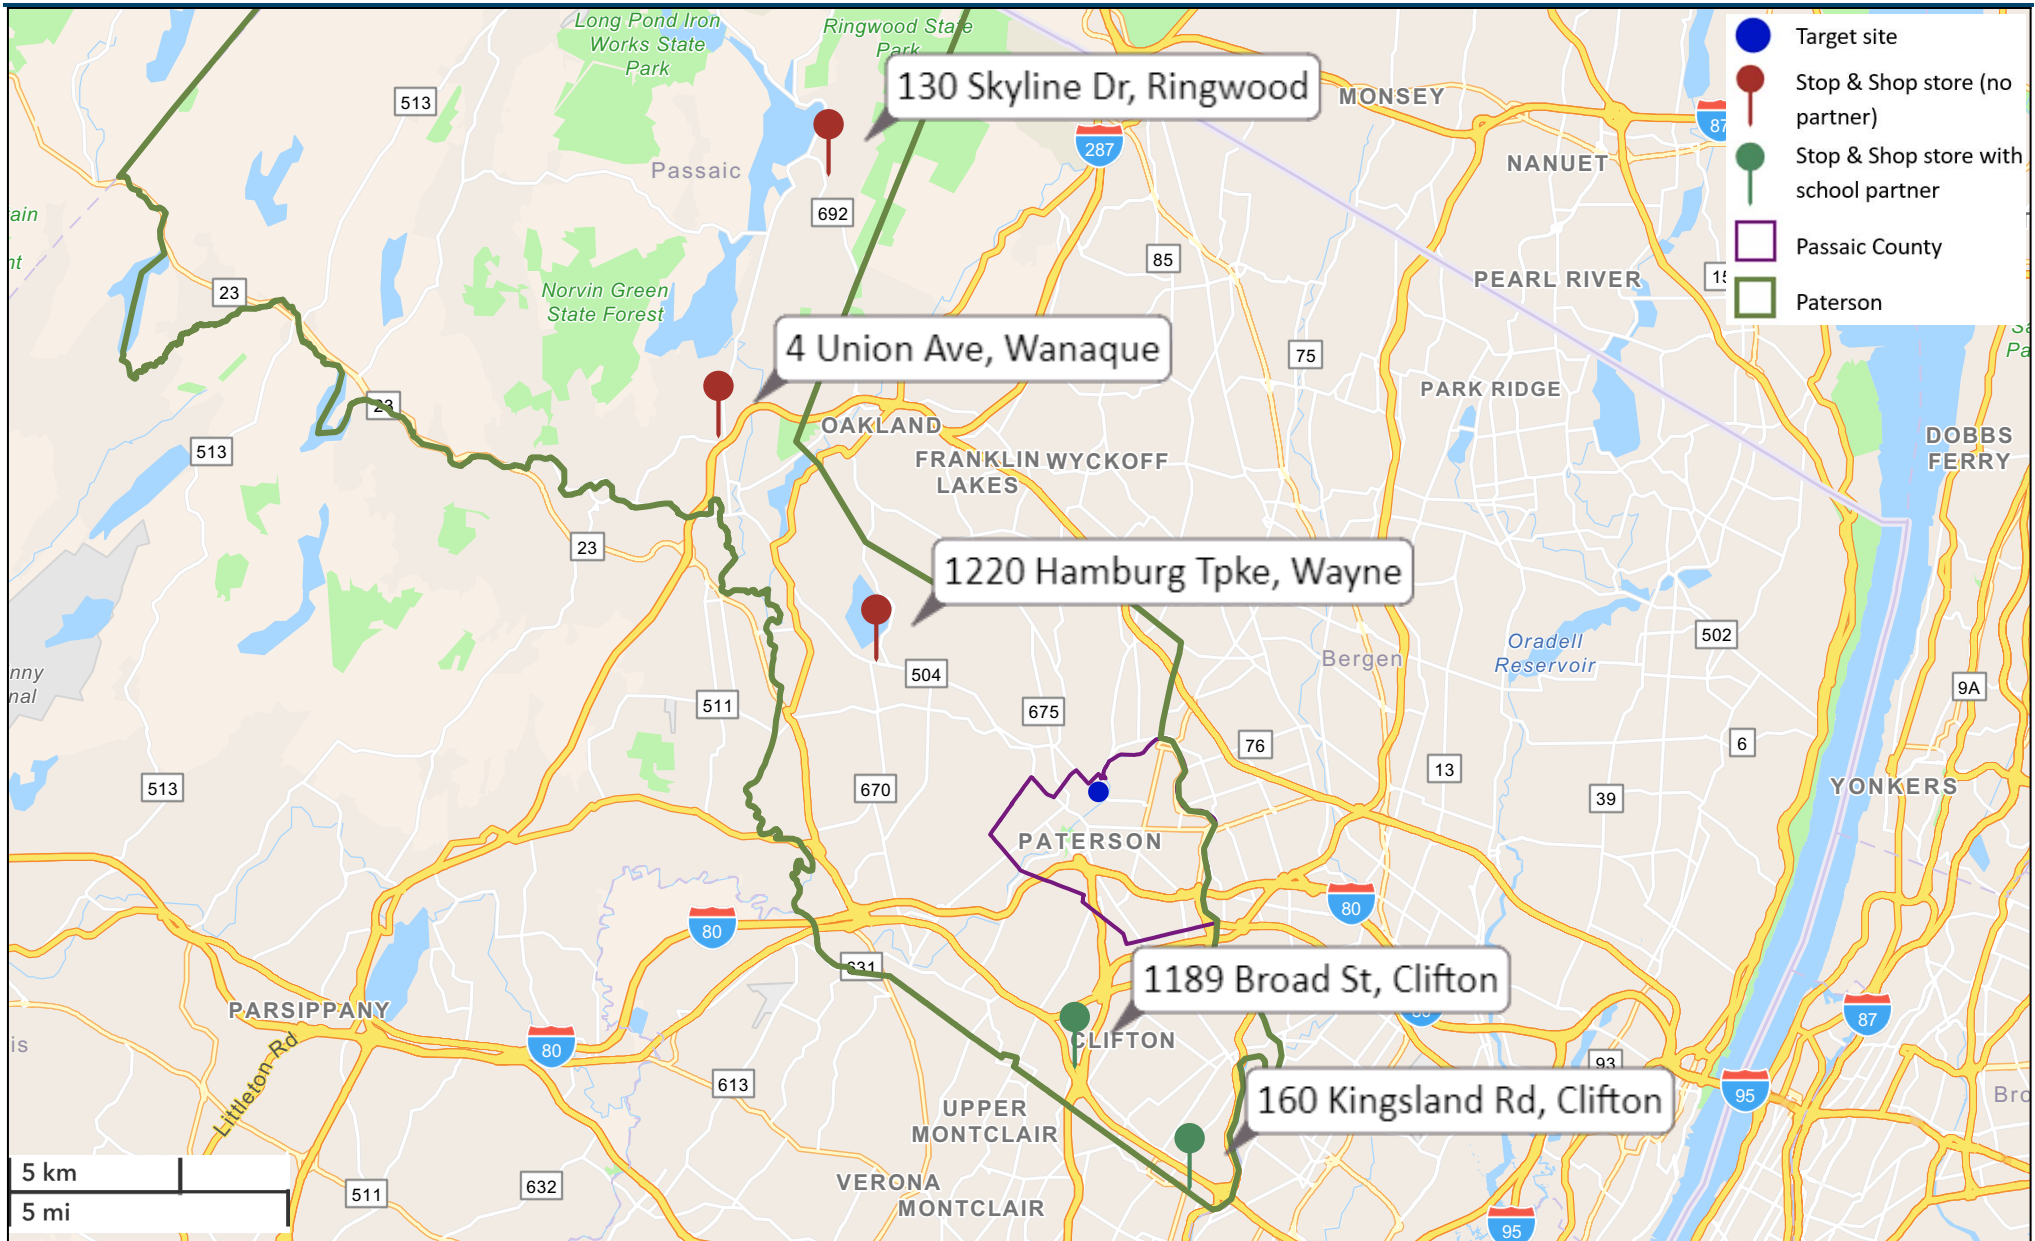 Long Pond Iron
Works State
Park
Ringwood State
Park
Target site
Stop & Shop store (no
partner)
Stop & Shop store with
school partner
Passaic County
Paterson
130 Skyline Dr, Ringwood
MONSEY
87
513
287
NANUET
Passaic
692
85
PEARL RIVER
23
Norvin Green
State Forest
4 Union Ave, Wanaque
75
PARK RIDGE
23
OAKLAND
513
FRANKLIN
LAKES
WYCKOFF
DOBBS
FERRY
23
1220 Hamburg Tpke, Wayne
502
Oradell
Reservoir
Bergen
504
9A
511
675
76
6
13
513
670
39
YONKERS
PATERSON
80
80
631
1189 Broad St, Clifton
PARSIPPANY
87
CLIFTON
80
Littleton Rd
93
613
95
160 Kingsland Rd, Clifton
UPPER
MONTCLAIR
5 km
VERONA
511
632
5 mi
MONTCLAIR
95